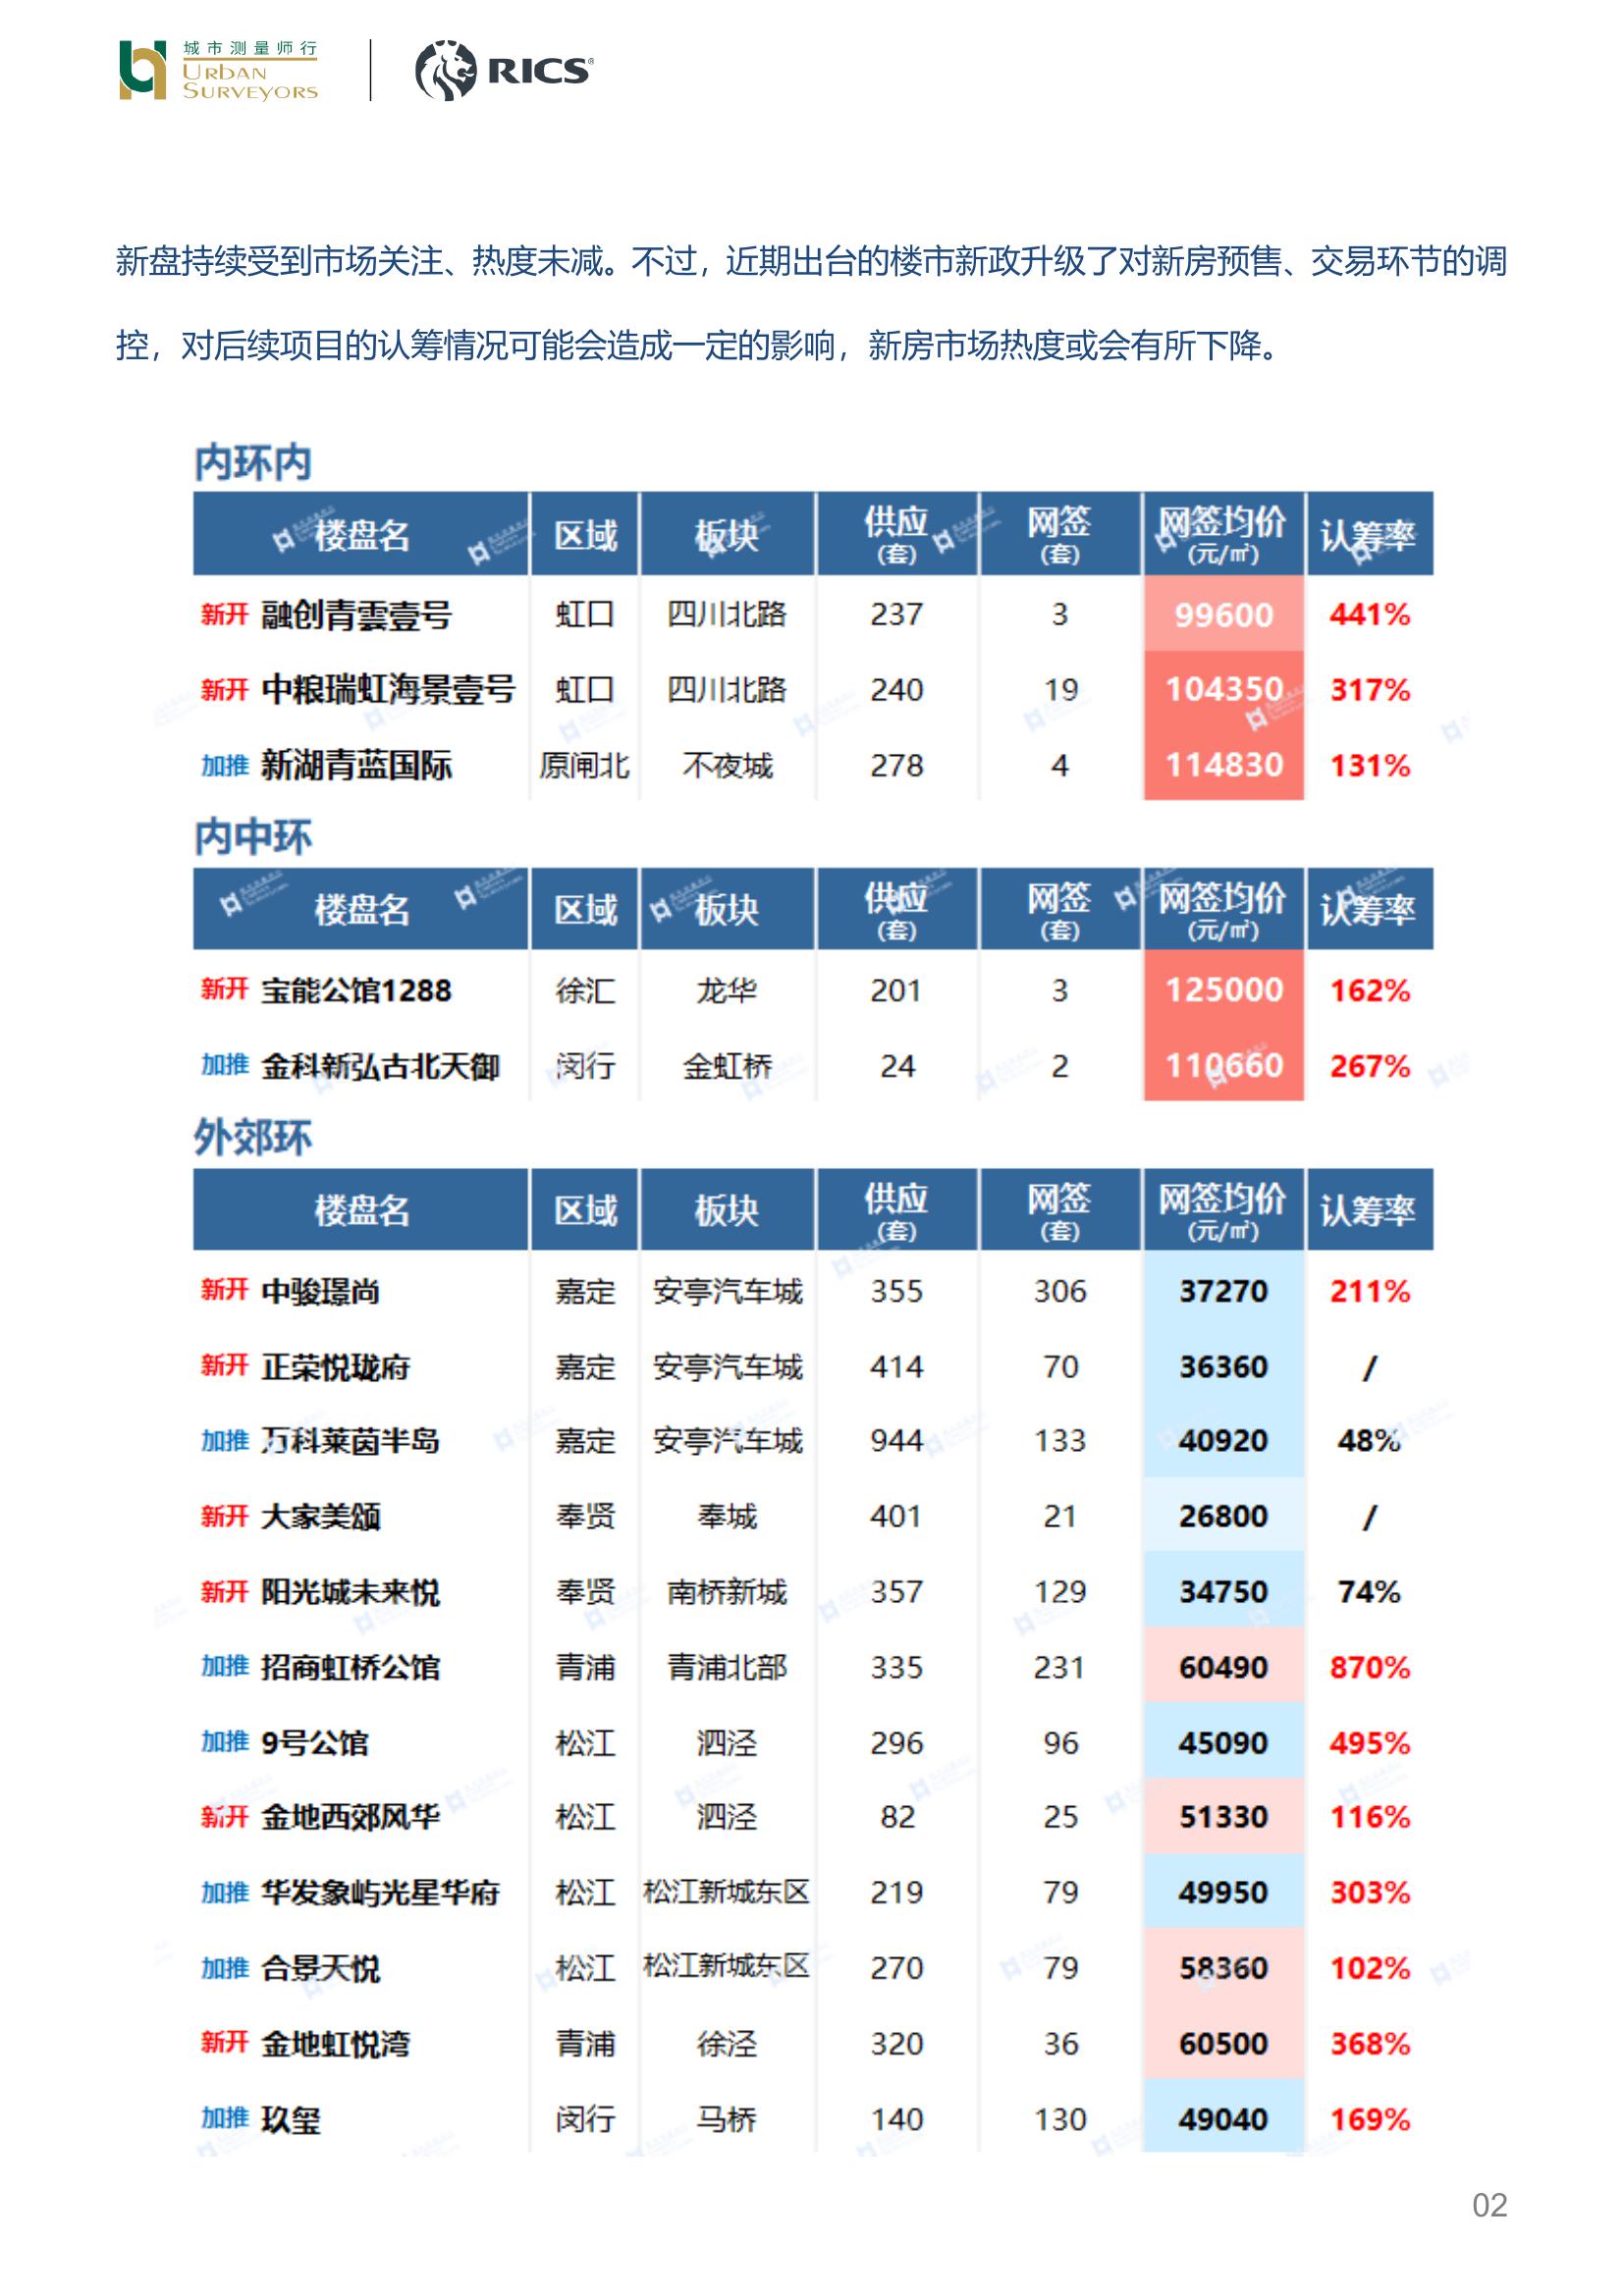 城市测量师行
URBAN
SURVEYORS
RICS®
新盘持续受到市场关注、热度未减。不过，近期出台的楼市新政升级了对新房预售、交易环节的调
控，对后续项目的认筹情况可能会造成一定的影响，新房市场热度或会有所下降。
内环内
楼盘名 区域 板块 供应(套) 网签(套) 网签均价(元/㎡) 认筹率
新开 融创青雲壹号 虹口 四川北路 237 3 99600 441%
新开 中粮瑞虹海景壹号 虹口 四川北路 240 19 104350 317%
加推 新湖青蓝国际 原闸北 不夜城 278 4 114830 131%
内中环
楼盘名 区域 板块 供应(套) 网签(套) 网签均价(元/㎡) 认筹率
新开 宝能公馆1288 徐汇 龙华 201 3 125000 162%
加推 金科新弘古北天御 闵行 金虹桥 24 2 110660 267%
外郊环
楼盘名 区域 板块 供应(套) 网签(套) 网签均价(元/㎡) 认筹率
新开 中骏璟尚 嘉定 安亭汽车城 355 306 37270 211%
新开 正荣悦珑府 嘉定 安亭汽车城 414 70 36360 /
加推 万科莱茵半岛 嘉定 安亭汽车城 944 133 40920 48%
新开 大家美颂 奉贤 奉城 401 21 26800 /
新开 阳光城未来悦 奉贤 南桥新城 357 129 34750 74%
加推 招商虹桥公馆 青浦 青浦北部 335 231 60490 870%
加推 9号公馆 松江 泗泾 296 96 45090 495%
新开 金地西郊风华 松江 泗泾 82 25 51330 116%
加推 华发象屿光星华府 松江 松江新城东区 219 79 49950 303%
加推 合景天悦 松江 松江新城东区 270 79 58360 102%
新开 金地虹悦湾 青浦 徐泾 320 36 60500 368%
加推 玖玺 闵行 马桥 140 130 49040 169%
02